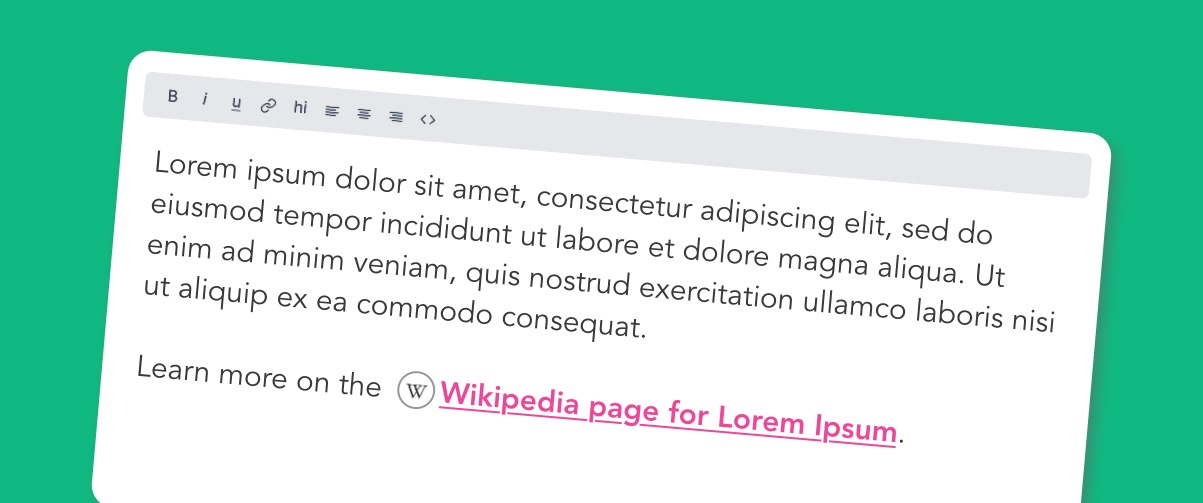 B i u hi
Lorem ipsum dolor sit amet, consectetur adipiscing elit, sed do
eiusmod tempor incididunt ut labore et dolore magna aliqua. Ut
enim ad minim veniam, quis nostrud exercitation ullamco laboris nisi
ut aliquip ex ea commodo consequat.
Learn more on the W Wikipedia page for Lorem Ipsum.